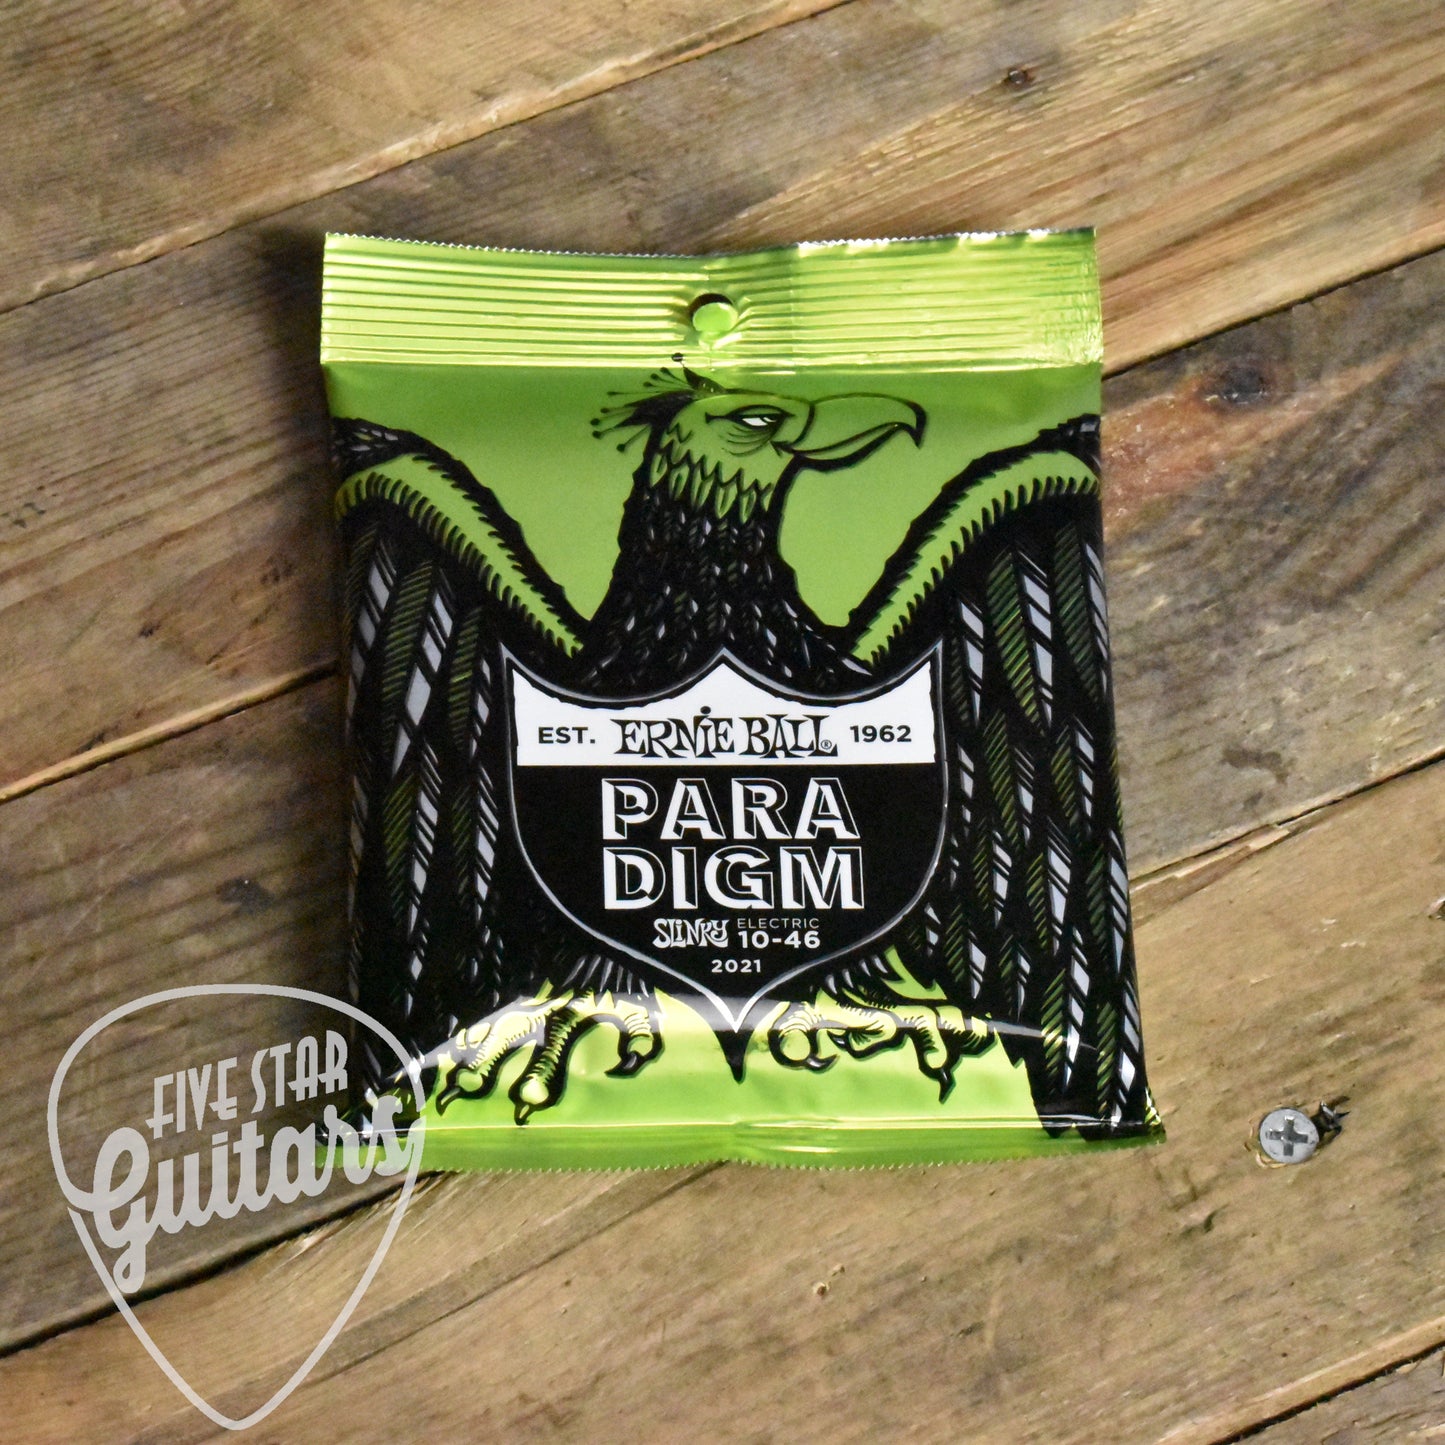 EST. ERNIE BALL® 1962
PARA
DIGM
SLINKY ELECTRIC 10-46
2021
FIVE STAR
Guitars